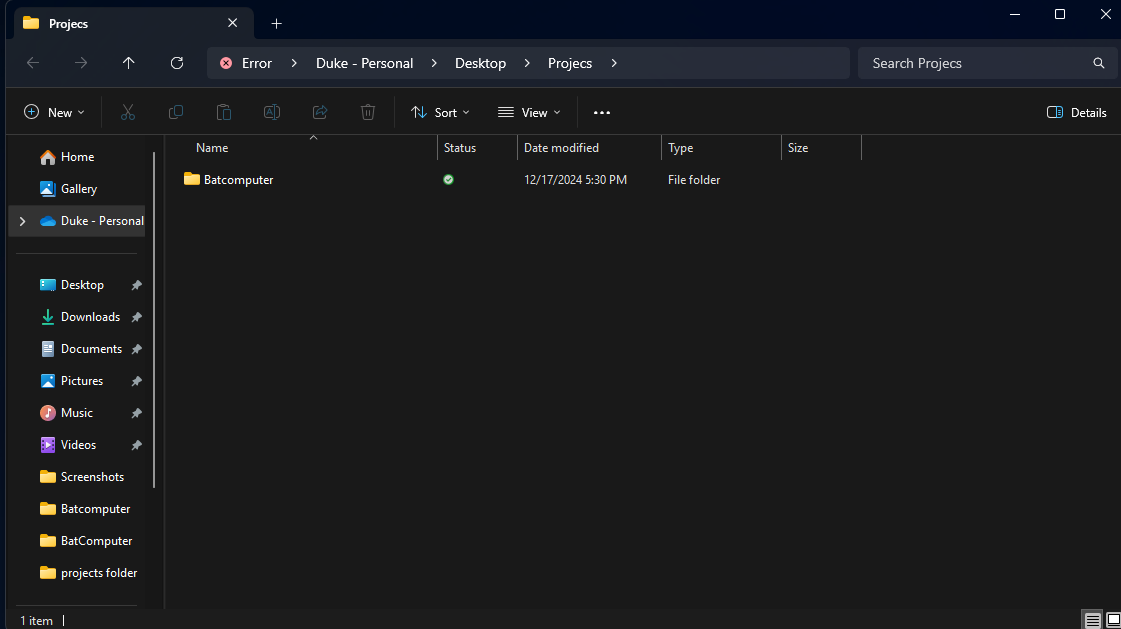 Projecs
Error > Duke - Personal > Desktop > Projecs >
Search Projecs
New
Sort
View
Details
Name Status Date modified Type Size
Batcomputer 12/17/2024 5:30 PM File folder
Home
Gallery
Duke - Personal
Desktop
Downloads
Documents
Pictures
Music
Videos
Screenshots
Batcomputer
BatComputer
projects folder
1 item